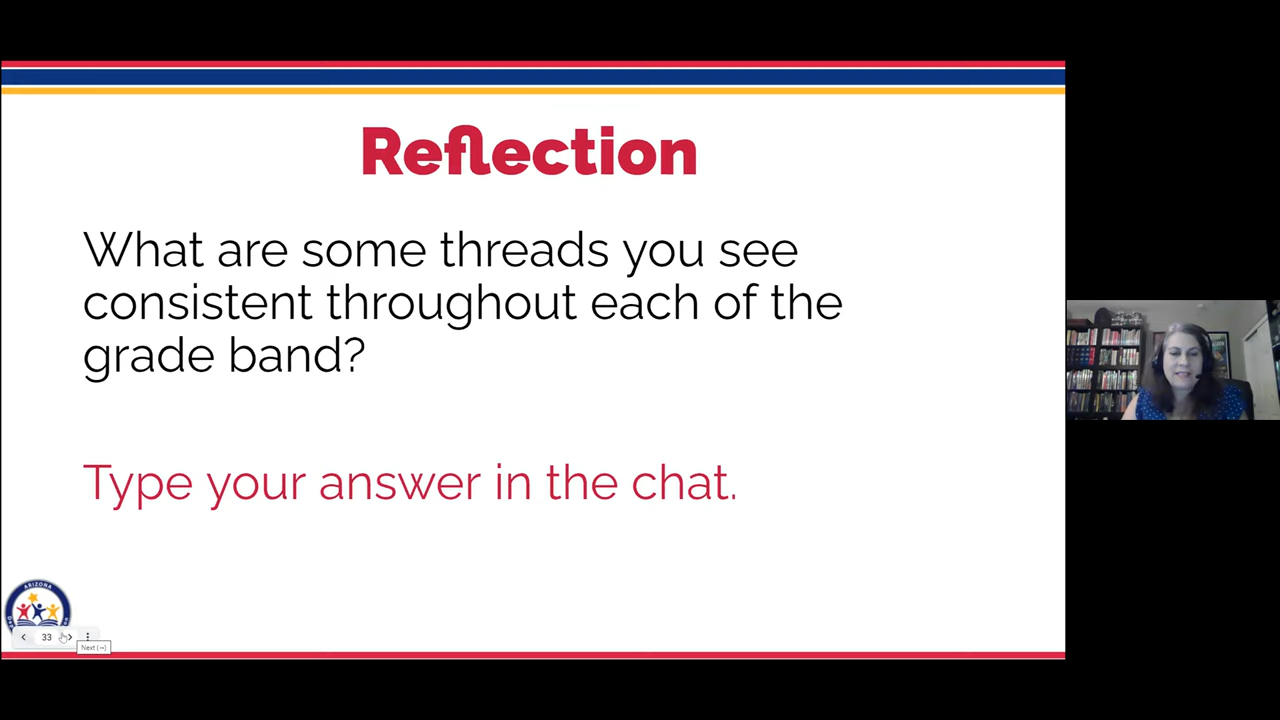 Reflection
What are some threads you see
consistent throughout each of the
grade band?
Type your answer in the chat.
ARIZONA
33
Next (→)